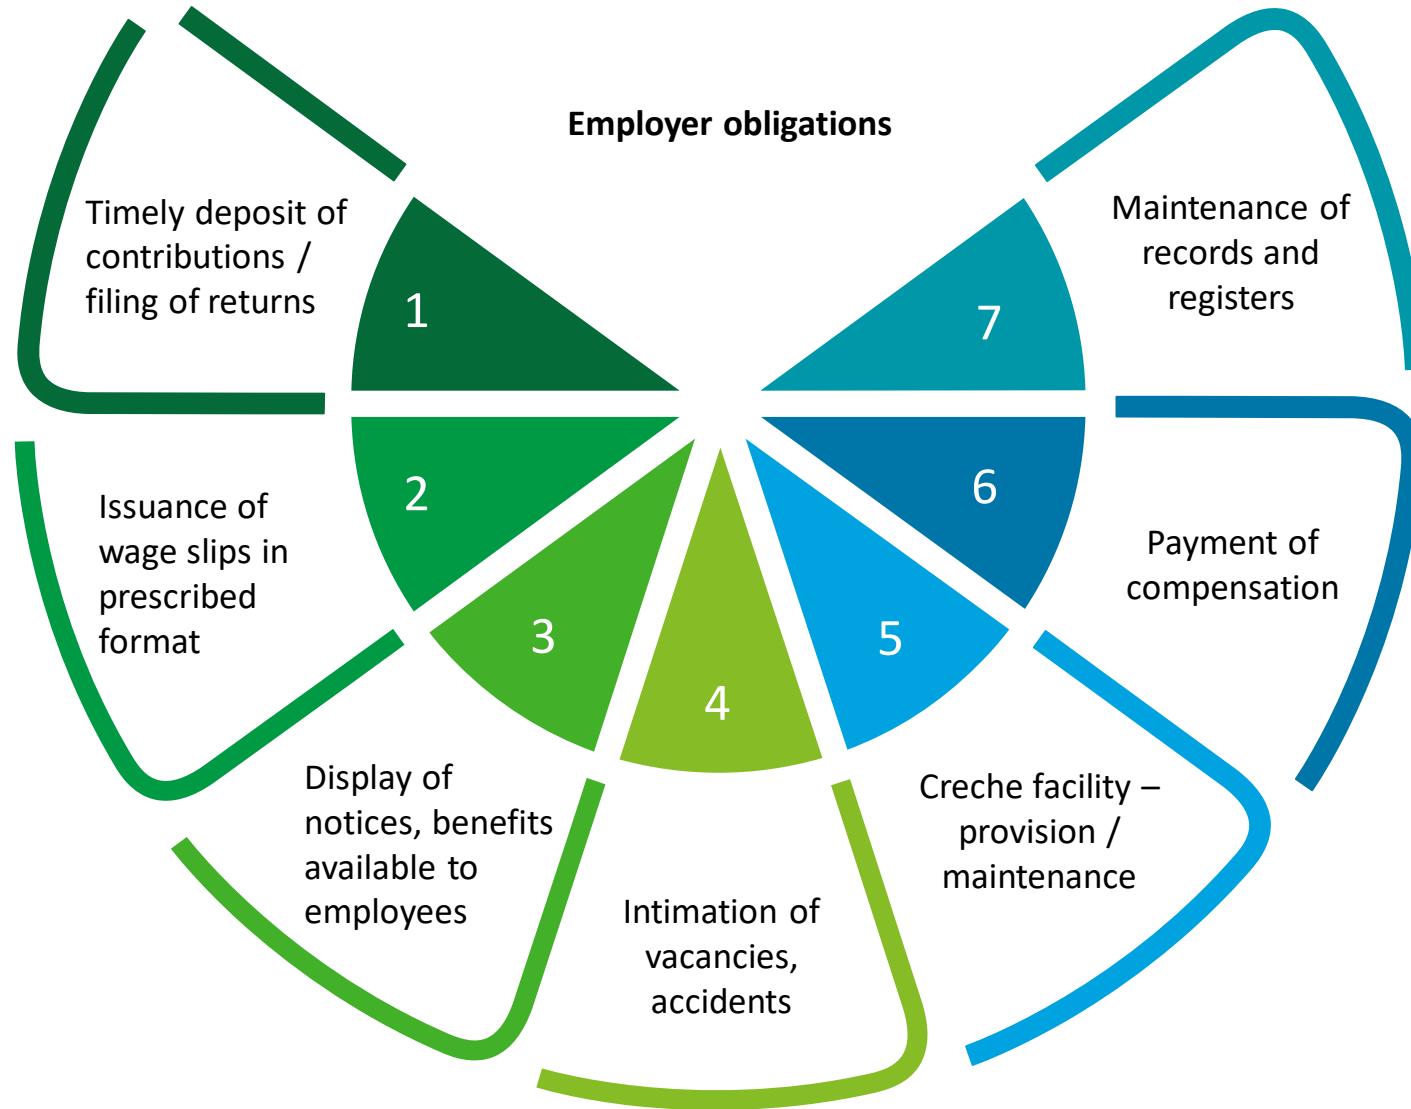 Employer obligations
1
Timely deposit of
contributions /
filing of returns
2
Issuance of
wage slips in
prescribed
format
3
Display of
notices, benefits
available to
employees
4
Intimation of
vacancies,
accidents
5
Creche facility –
provision /
maintenance
6
Payment of
compensation
7
Maintenance of
records and
registers